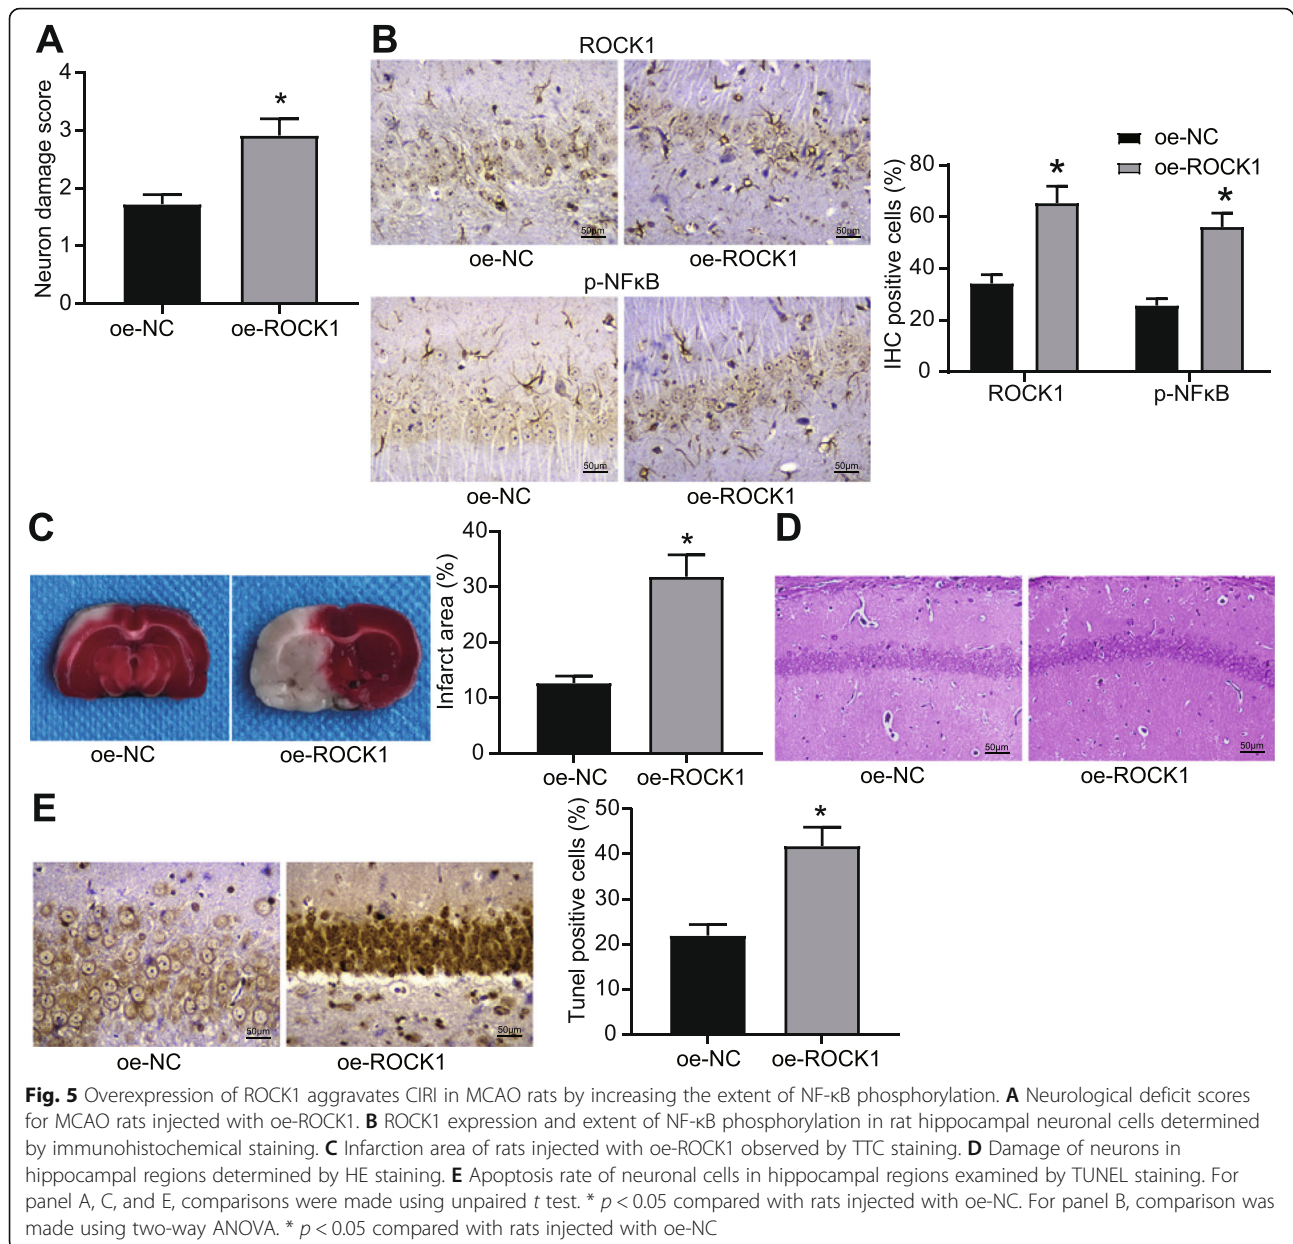 A
Neuron damage score
4
3
2
1
0
*
oe-NC
oe-ROCK1
B
ROCK1
50µm
50µm
oe-NC
oe-ROCK1
p-NFκB
50µm
50µm
oe-NC
oe-ROCK1
oe-NC
oe-ROCK1
IHC positive cells (%)
80
60
40
20
0
*
*
ROCK1
p-NFκB
C
oe-NC
oe-ROCK1
Infarct area (%)
40
30
20
10
0
*
oe-NC
oe-ROCK1
D
50µm
50µm
oe-NC
oe-ROCK1
E
50µm
50µm
oe-NC
oe-ROCK1
Tunel positive cells (%)
50
40
30
20
10
0
*
oe-NC
oe-ROCK1
Fig. 5 Overexpression of ROCK1 aggravates CIRI in MCAO rats by increasing the extent of NF-κB phosphorylation. A Neurological deficit scores
for MCAO rats injected with oe-ROCK1. B ROCK1 expression and extent of NF-κB phosphorylation in rat hippocampal neuronal cells determined
by immunohistochemical staining. C Infarction area of rats injected with oe-ROCK1 observed by TTC staining. D Damage of neurons in
hippocampal regions determined by HE staining. E Apoptosis rate of neuronal cells in hippocampal regions examined by TUNEL staining. For
panel A, C, and E, comparisons were made using unpaired t test. * p < 0.05 compared with rats injected with oe-NC. For panel B, comparison was
made using two-way ANOVA. * p < 0.05 compared with rats injected with oe-NC